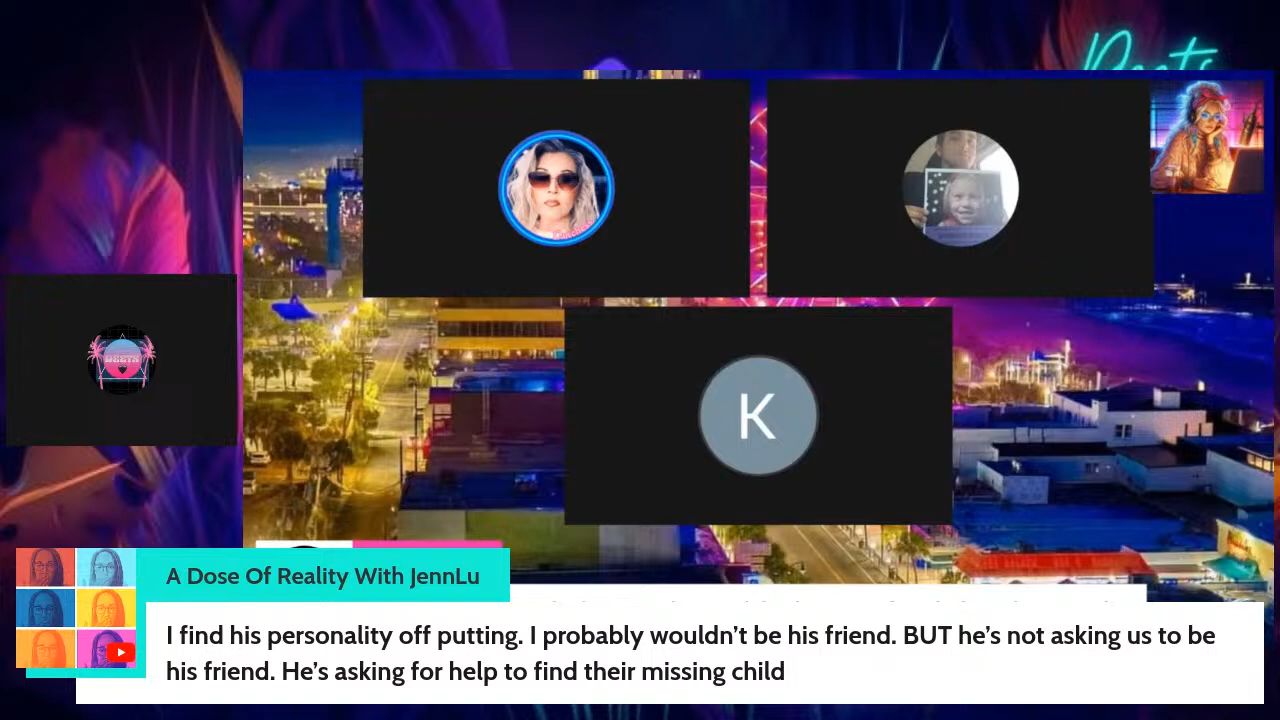 DEETS
K
A Dose Of Reality With JennLu
I find his personality off putting. I probably wouldn’t be his friend. BUT he’s not asking us to be
his friend. He’s asking for help to find their missing child